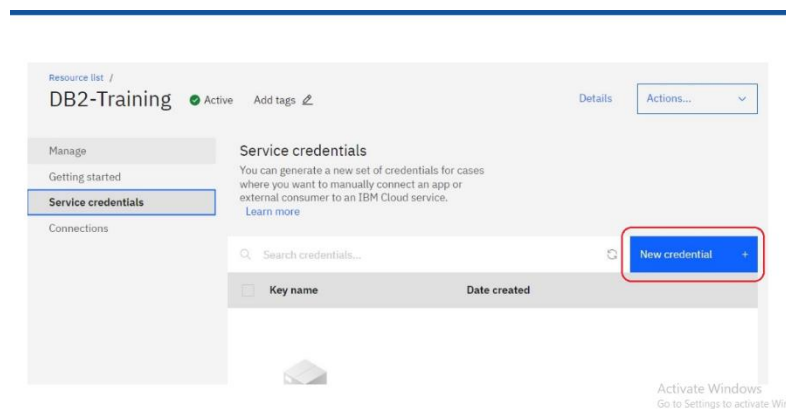 Resource list /
DB2-Training Active Add tags Details Actions...
Manage
Getting started
Service credentials
Connections
Service credentials
You can generate a new set of credentials for cases
where you want to manually connect an app or
external consumer to an IBM Cloud service.
Learn more
Search credentials... New credential +
Key name Date created
Activate Windows
Go to Settings to activate Win